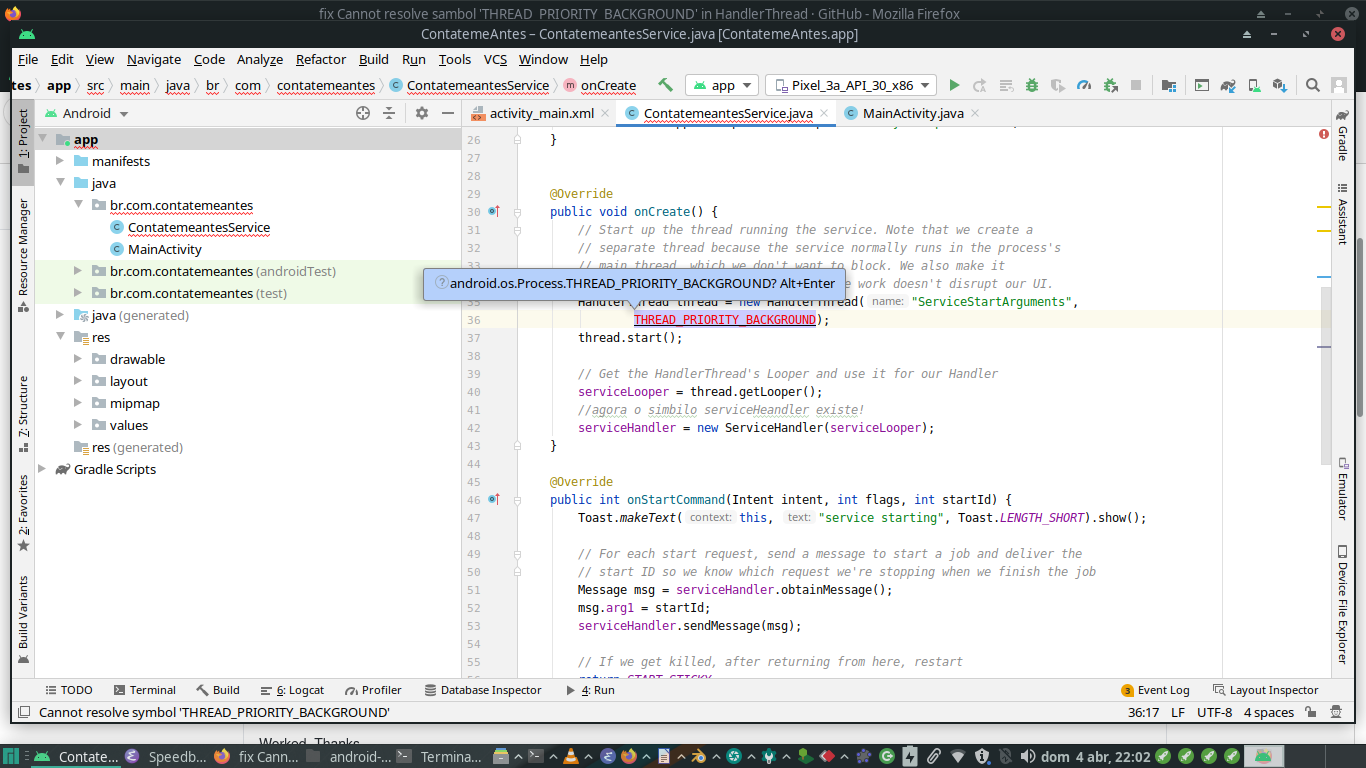 fix Cannot resolve sambol 'THREAD_PRIORITY_BACKGROUND' in HandlerThread · GitHub - Mozilla Firefox
ContatemeAntes – ContatemeantesService.java [ContatemeAntes.app]
File Edit View Navigate Code Analyze Refactor Build Run Tools VCS Window Help
tes app src main java br com contatemeantes ContatemeantesService onCreate app Pixel_3a_API_30_x86
Android
activity_main.xml ContatemeantesService.java MainActivity.java
1: Project
Resource Manager
7: Structure
2: Favorites
Build Variants
app
manifests
java
br.com.contatemeantes
ContatemeantesService
MainActivity
br.com.contatemeantes (androidTest)
br.com.contatemeantes (test)
java (generated)
res
drawable
layout
mipmap
values
res (generated)
Gradle Scripts
26 }
27
28
29 @Override
30 public void onCreate() {
31 // Start up the thread running the service. Note that we create a
32 // separate thread because the service normally runs in the process's
33 // main thread, which we don't want to block. We also make it
android.os.Process.THREAD_PRIORITY_BACKGROUND? Alt+Enter
work doesn't disrupt our UI.
35 HandlerThread thread = new HandlerThread( name: "ServiceStartArguments",
36 THREAD_PRIORITY_BACKGROUND);
37 thread.start();
38
39 // Get the HandlerThread's Looper and use it for our Handler
40 serviceLooper = thread.getLooper();
41 //agora o simbilo serviceHeandler existe!
42 serviceHandler = new ServiceHandler(serviceLooper);
43 }
44
45 @Override
46 public int onStartCommand(Intent intent, int flags, int startId) {
47 Toast.makeText( context: this, text: "service starting", Toast.LENGTH_SHORT).show();
48
49 // For each start request, send a message to start a job and deliver the
50 // start ID so we know which request we're stopping when we finish the job
51 Message msg = serviceHandler.obtainMessage();
52 msg.arg1 = startId;
53 serviceHandler.sendMessage(msg);
54
55 // If we get killed, after returning from here, restart
return START_STICKY
Gradle
Assistant
Emulator
Device File Explorer
TODO Terminal Build 6: Logcat Profiler Database Inspector 4: Run 3 Event Log Layout Inspector
Cannot resolve symbol 'THREAD_PRIORITY_BACKGROUND' 36:17 LF UTF-8 4 spaces
Worked. Thanks
Contate... Speedb... fix Cann... android-... Termina... dom 4 abr, 22:02